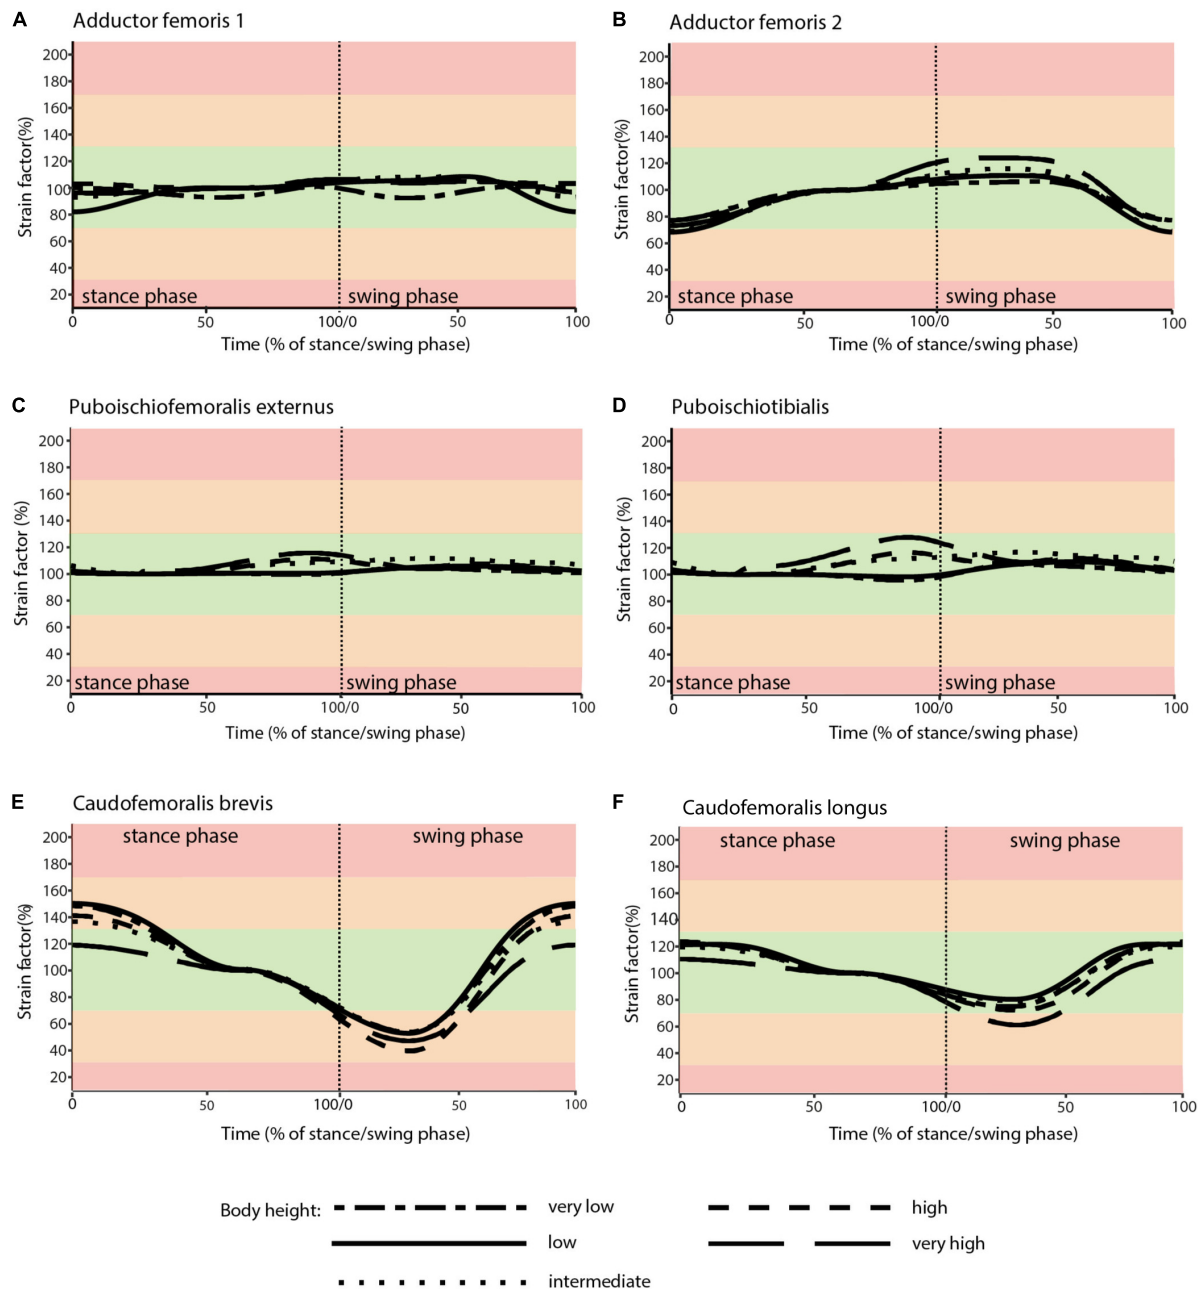 A Adductor femoris 1
200
180
160
140
120
100
80
60
40
20
Strain factor(%)
stance phase swing phase
0 50 100/0 50 100
Time (% of stance/swing phase)
B Adductor femoris 2
200
180
160
140
120
100
80
60
40
20
Strain factor(%)
stance phase swing phase
0 50 100/0 50 100
Time (% of stance/swing phase)
C Puboischiofemoralis externus
200
180
160
140
120
100
80
60
40
20
Strain factor (%)
stance phase swing phase
0 50 100/0 50 100
Time (% of stance/swing phase)
D Puboischiotibialis
200
180
160
140
120
100
80
60
40
20
Strain factor (%)
stance phase swing phase
0 50 100/0 50 100
Time (% of stance/swing phase)
E Caudofemoralis brevis
stance phase swing phase
200
180
160
140
120
100
80
60
40
20
Strain factor(%)
0 50 100/0 50 100
Time (% of stance/swing phase)
F Caudofemoralis longus
stance phase swing phase
200
180
160
140
120
100
80
60
40
20
Strain factor(%)
0 50 100/0 50 100
Time (% of stance/swing phase)
Body height: very low high
low very high
intermediate